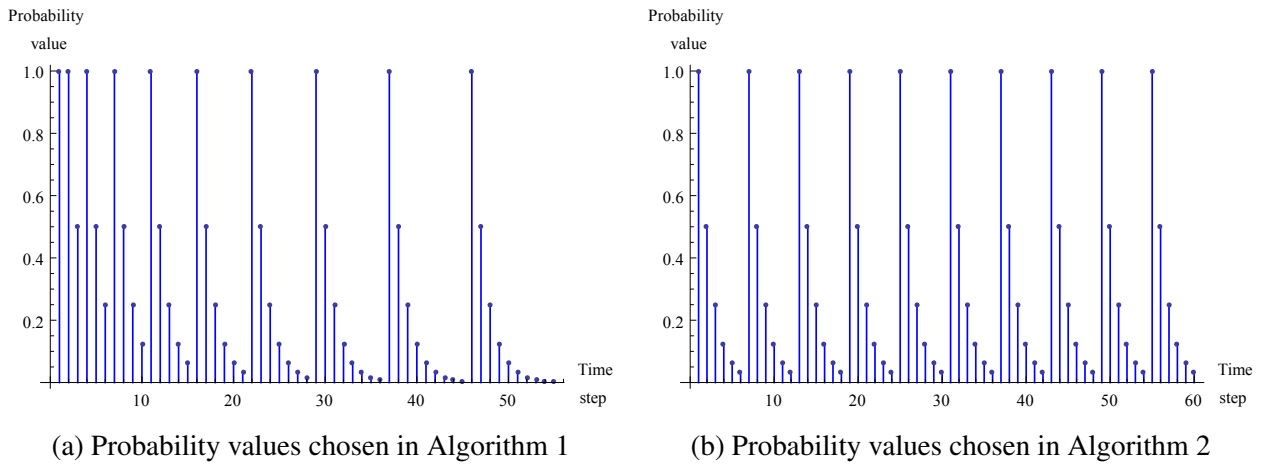 Probability
value
1.0
0.8
0.6
0.4
0.2
10 20 30 40 50
Time
step
(a) Probability values chosen in Algorithm 1
Probability
value
1.0
0.8
0.6
0.4
0.2
10 20 30 40 50 60
Time
step
(b) Probability values chosen in Algorithm 2